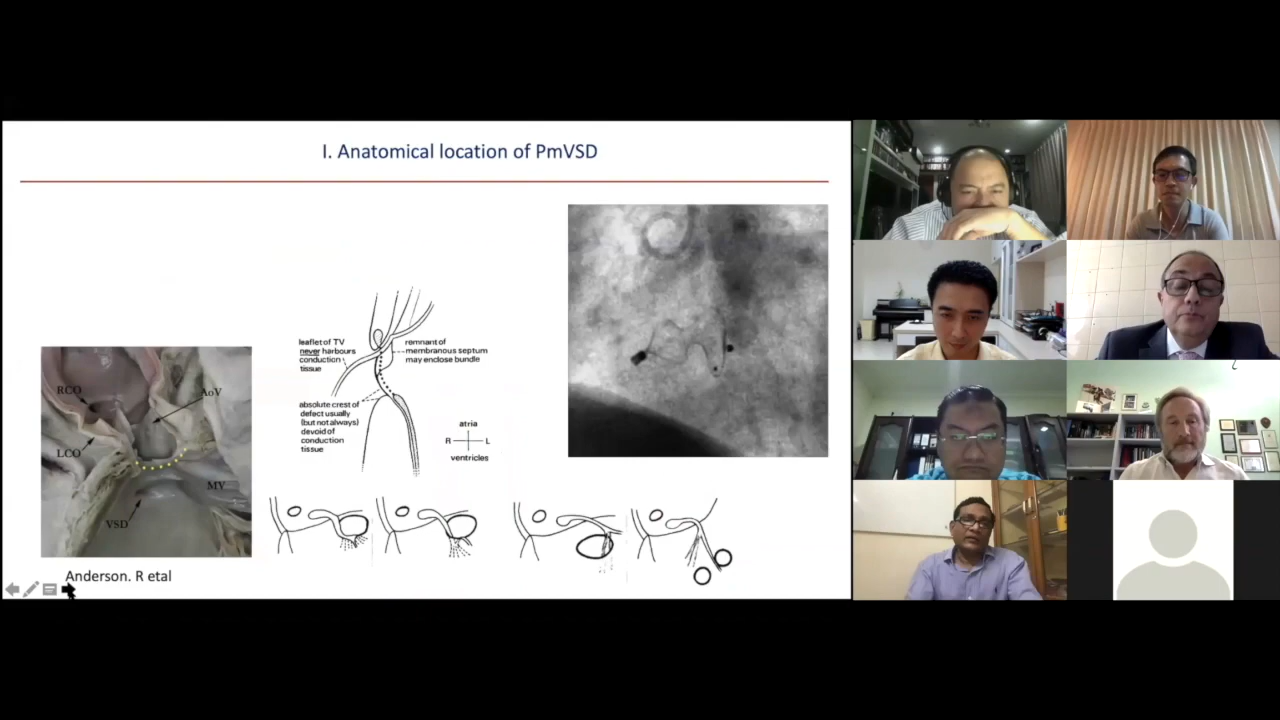 I. Anatomical location of PmVSD
leaflet of TV
never harbours
conduction
tissue
remnant of
membranous septum
may enclose bundle
absolute crest of
defect usually
(but not always)
devoid of
conduction
tissue
atria
R
L
ventricles
RCO
AoV
LCO
MV
VSD
Anderson. R etal